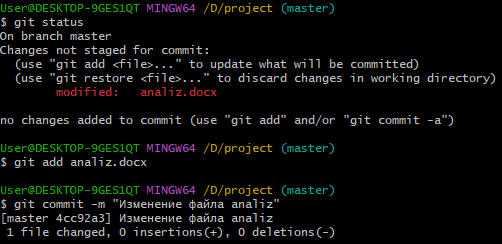 User@DESKTOP-9GES1QT MINGW64 /D/project (master)
$ git status
On branch master
Changes not staged for commit:
  (use "git add <file>..." to update what will be committed)
  (use "git restore <file>..." to discard changes in working directory)
        modified:   analiz.docx

no changes added to commit (use "git add" and/or "git commit -a")

User@DESKTOP-9GES1QT MINGW64 /D/project (master)
$ git add analiz.docx

User@DESKTOP-9GES1QT MINGW64 /D/project (master)
$ git commit -m "Изменение файла analiz"
[master 4cc92a3] Изменение файла analiz
 1 file changed, 0 insertions(+), 0 deletions(-)